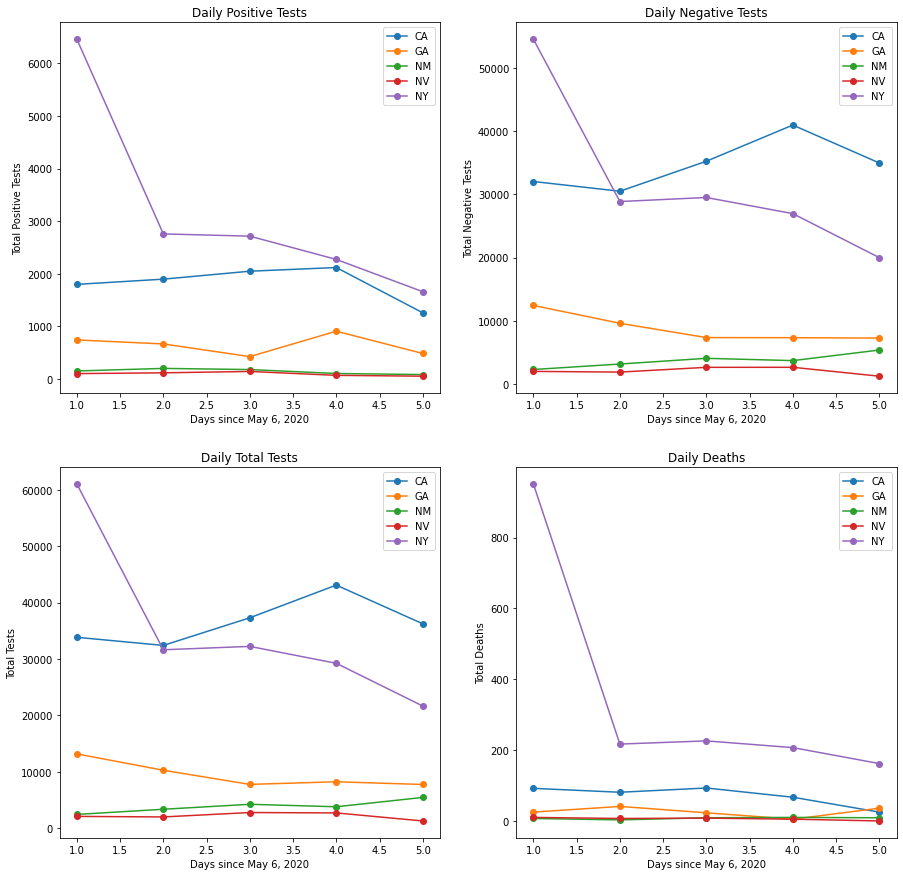 Daily Positive Tests
Total Positive Tests
6000
5000
4000
3000
2000
1000
0
1.0 1.5 2.0 2.5 3.0 3.5 4.0 4.5 5.0
Days since May 6, 2020
CA
GA
NM
NV
NY
Daily Negative Tests
Total Negative Tests
50000
40000
30000
20000
10000
0
1.0 1.5 2.0 2.5 3.0 3.5 4.0 4.5 5.0
Days since May 6, 2020
CA
GA
NM
NV
NY
Daily Total Tests
Total Tests
60000
50000
40000
30000
20000
10000
0
1.0 1.5 2.0 2.5 3.0 3.5 4.0 4.5 5.0
Days since May 6, 2020
CA
GA
NM
NV
NY
Daily Deaths
Total Deaths
800
600
400
200
0
1.0 1.5 2.0 2.5 3.0 3.5 4.0 4.5 5.0
Days since May 6, 2020
CA
GA
NM
NV
NY